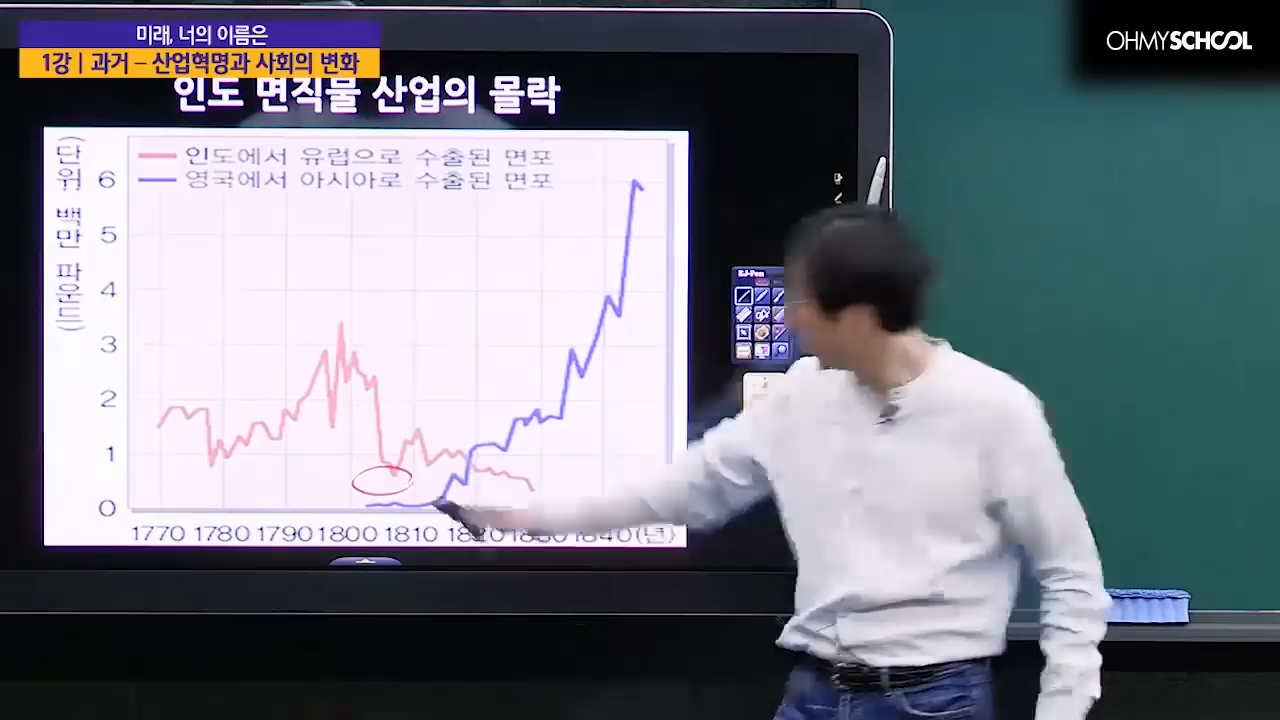 미래, 너의 이름은
1강 | 과거 – 산업혁명과 사회의 변화
OHMYSCHOOL
인도 면직물 산업의 몰락
(단위 백만 파운드)
인도에서 유럽으로 수출된 면포
영국에서 아시아로 수출된 면포
6
5
4
3
2
1
0
1770 1780 1790 1800 1810 1840(년)
SJ-Pen